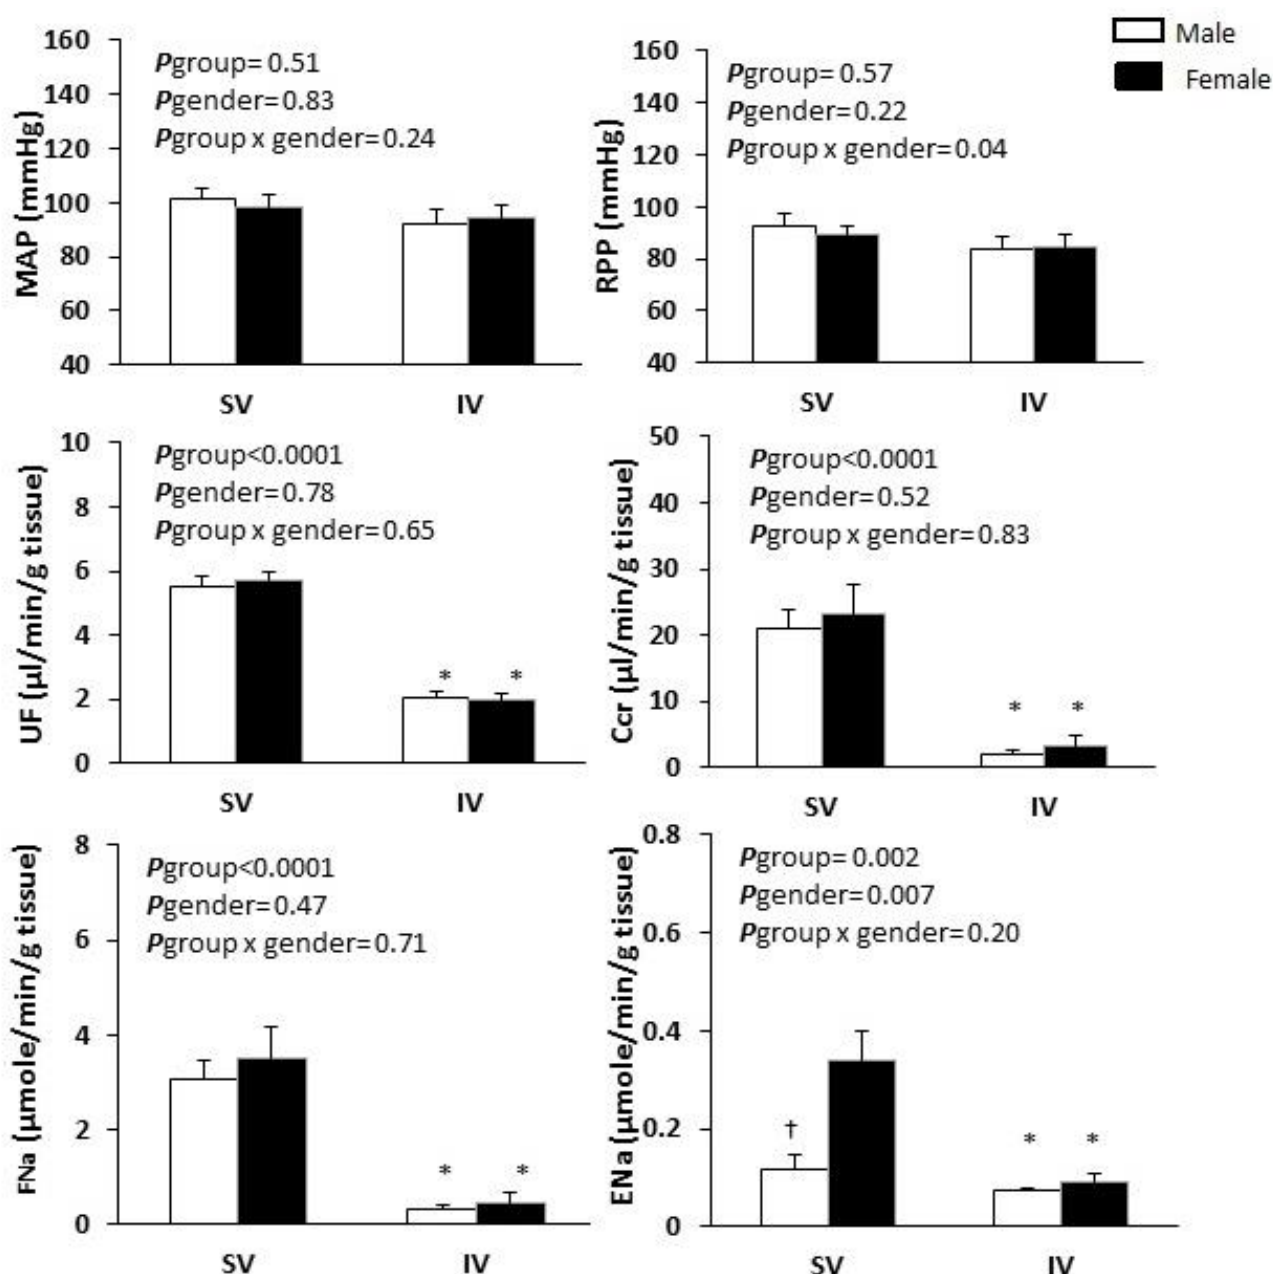 Male
Female
MAP (mmHg)
160
140
120
100
80
60
40
Pgroup= 0.51
Pgender= 0.83
Pgroup x gender= 0.24
SV IV
RPP (mmHg)
160
140
120
100
80
60
40
Pgroup= 0.57
Pgender= 0.22
Pgroup x gender= 0.04
SV IV
UF (µl/min/g tissue)
10
8
6
4
2
0
Pgroup<0.0001
Pgender= 0.78
Pgroup x gender= 0.65
* *
SV IV
Ccr (µl/min/g tissue)
50
40
30
20
10
0
Pgroup<0.0001
Pgender= 0.52
Pgroup x gender= 0.83
* *
SV IV
FNa (µmole/min/g tissue)
8
6
4
2
0
Pgroup<0.0001
Pgender= 0.47
Pgroup x gender= 0.71
* *
SV IV
ENa (µmole/min/g tissue)
0.8
0.6
0.4
0.2
0
Pgroup= 0.002
Pgender= 0.007
Pgroup x gender= 0.20
† * *
SV IV